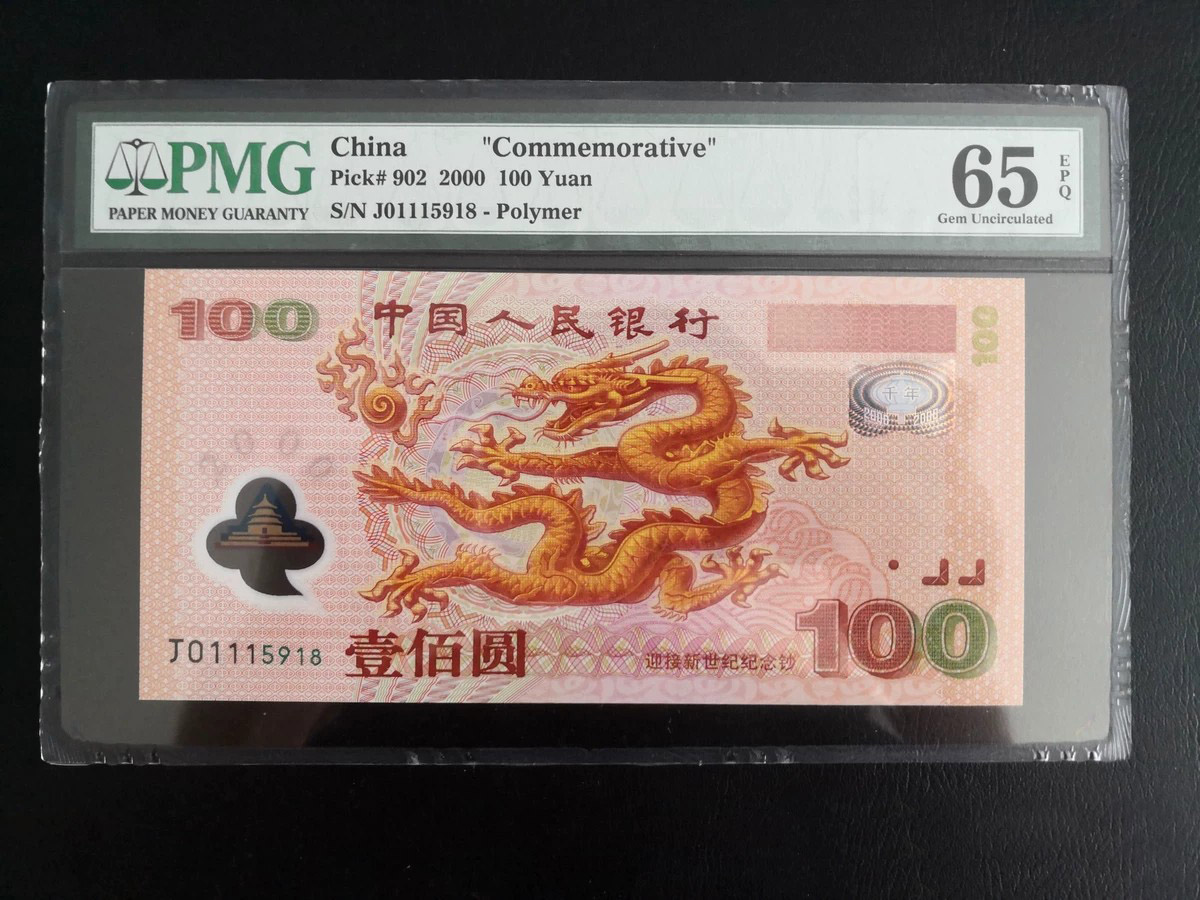 PMG
PAPER MONEY GUARANTY
China "Commemorative"
Pick# 902 2000 100 Yuan
S/N J01115918 - Polymer
65 EPQ
Gem Uncirculated
100
中国人民银行
100
千年
2000
2000
壹佰圆
J01115918
迎接新世纪纪念钞
100